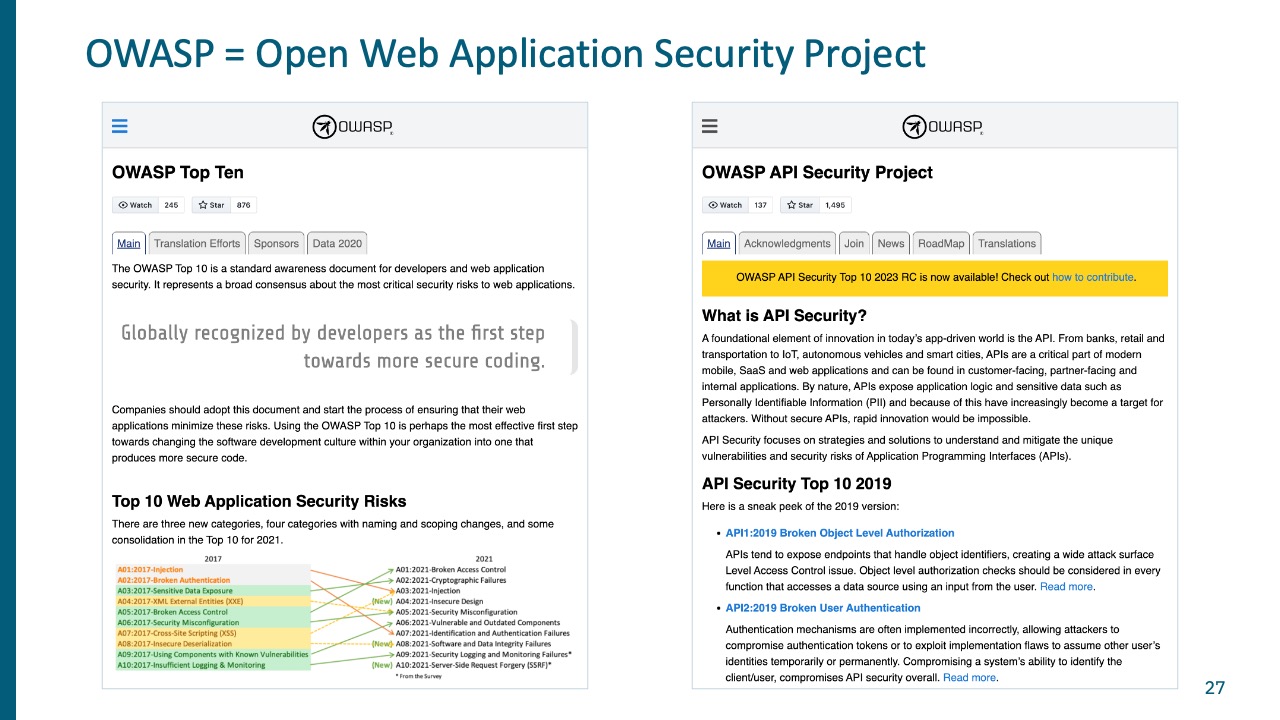 OWASP = Open Web Application Security Project
OWASP
OWASP Top Ten
Watch 245 Star 876
Main Translation Efforts Sponsors Data 2020
The OWASP Top 10 is a standard awareness document for developers and web application
security. It represents a broad consensus about the most critical security risks to web applications.
Globally recognized by developers as the first step
towards more secure coding.
Companies should adopt this document and start the process of ensuring that their web
applications minimize these risks. Using the OWASP Top 10 is perhaps the most effective first step
towards changing the software development culture within your organization into one that
produces more secure code.
Top 10 Web Application Security Risks
There are three new categories, four categories with naming and scoping changes, and some
consolidation in the Top 10 for 2021.
2017
A01:2017-Injection
A02:2017-Broken Authentication
A03:2017-Sensitive Data Exposure
A04:2017-XML External Entities (XXE)
A05:2017-Broken Access Control
A06:2017-Security Misconfiguration
A07:2017-Cross-Site Scripting (XSS)
A08:2017-Insecure Deserialization
A09:2017-Using Components with Known Vulnerabilities
A10:2017-Insufficient Logging & Monitoring
2021
A01:2021-Broken Access Control
A02:2021-Cryptographic Failures
A03:2021-Injection
(New) A04:2021-Insecure Design
A05:2021-Security Misconfiguration
A06:2021-Vulnerable and Outdated Components
A07:2021-Identification and Authentication Failures
(New) A08:2021-Software and Data Integrity Failures
A09:2021-Security Logging and Monitoring Failures*
(New) A10:2021-Server-Side Request Forgery (SSRF)*
* From the Survey
OWASP
OWASP API Security Project
Watch 137 Star 1,495
Main Acknowledgments Join News RoadMap Translations
OWASP API Security Top 10 2023 RC is now available! Check out how to contribute.
What is API Security?
A foundational element of innovation in today's app-driven world is the API. From banks, retail and
transportation to IoT, autonomous vehicles and smart cities, APIs are a critical part of modern
mobile, SaaS and web applications and can be found in customer-facing, partner-facing and
internal applications. By nature, APIs expose application logic and sensitive data such as
Personally Identifiable Information (PII) and because of this have increasingly become a target for
attackers. Without secure APIs, rapid innovation would be impossible.
API Security focuses on strategies and solutions to understand and mitigate the unique
vulnerabilities and security risks of Application Programming Interfaces (APIs).
API Security Top 10 2019
Here is a sneak peek of the 2019 version:
• API1:2019 Broken Object Level Authorization
APIs tend to expose endpoints that handle object identifiers, creating a wide attack surface
Level Access Control issue. Object level authorization checks should be considered in every
function that accesses a data source using an input from the user. Read more.
• API2:2019 Broken User Authentication
Authentication mechanisms are often implemented incorrectly, allowing attackers to
compromise authentication tokens or to exploit implementation flaws to assume other user's
identities temporarily or permanently. Compromising a system's ability to identify the
client/user, compromises API security overall. Read more.
27